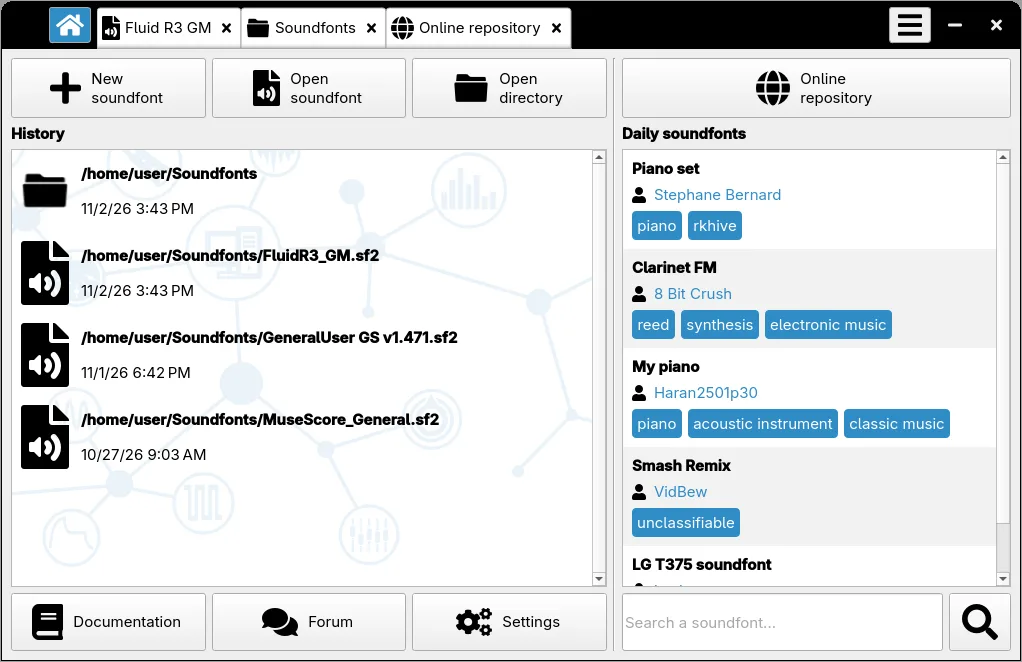 Fluid R3 GM
Soundfonts
Online repository
New
soundfont
Open
soundfont
Open
directory
Online
repository
History
/home/user/Soundfonts
11/2/26 3:43 PM
/home/user/Soundfonts/FluidR3_GM.sf2
11/2/26 3:43 PM
/home/user/Soundfonts/GeneralUser GS v1.471.sf2
11/1/26 6:42 PM
/home/user/Soundfonts/MuseScore_General.sf2
10/27/26 9:03 AM
Daily soundfonts
Piano set
Stephane Bernard
piano rkhive
Clarinet FM
8 Bit Crush
reed synthesis electronic music
My piano
Haran2501p30
piano acoustic instrument classic music
Smash Remix
VidBew
unclassifiable
LG T375 soundfont
Documentation
Forum
Settings
Search a soundfont...